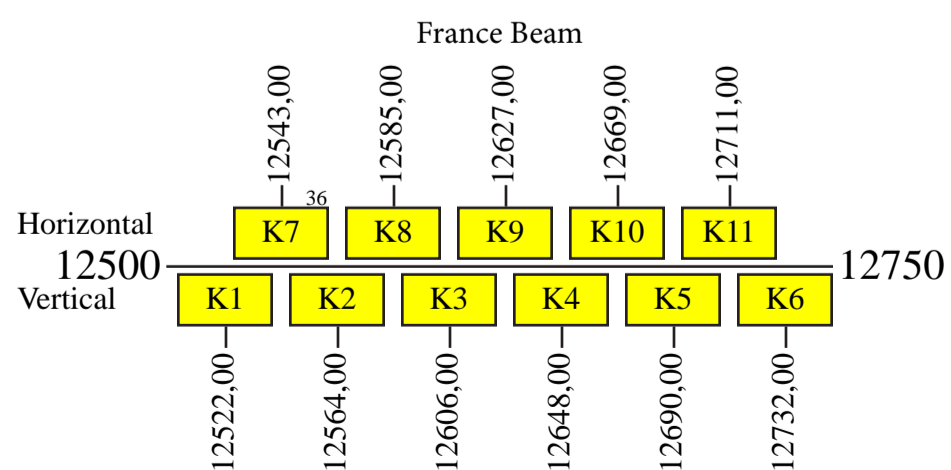 France Beam
12543,00 12585,00 12627,00 12669,00 12711,00
36
Horizontal K7 K8 K9 K10 K11
12500 12750
Vertical K1 K2 K3 K4 K5 K6
12522,00 12564,00 12606,00 12648,00 12690,00 12732,00